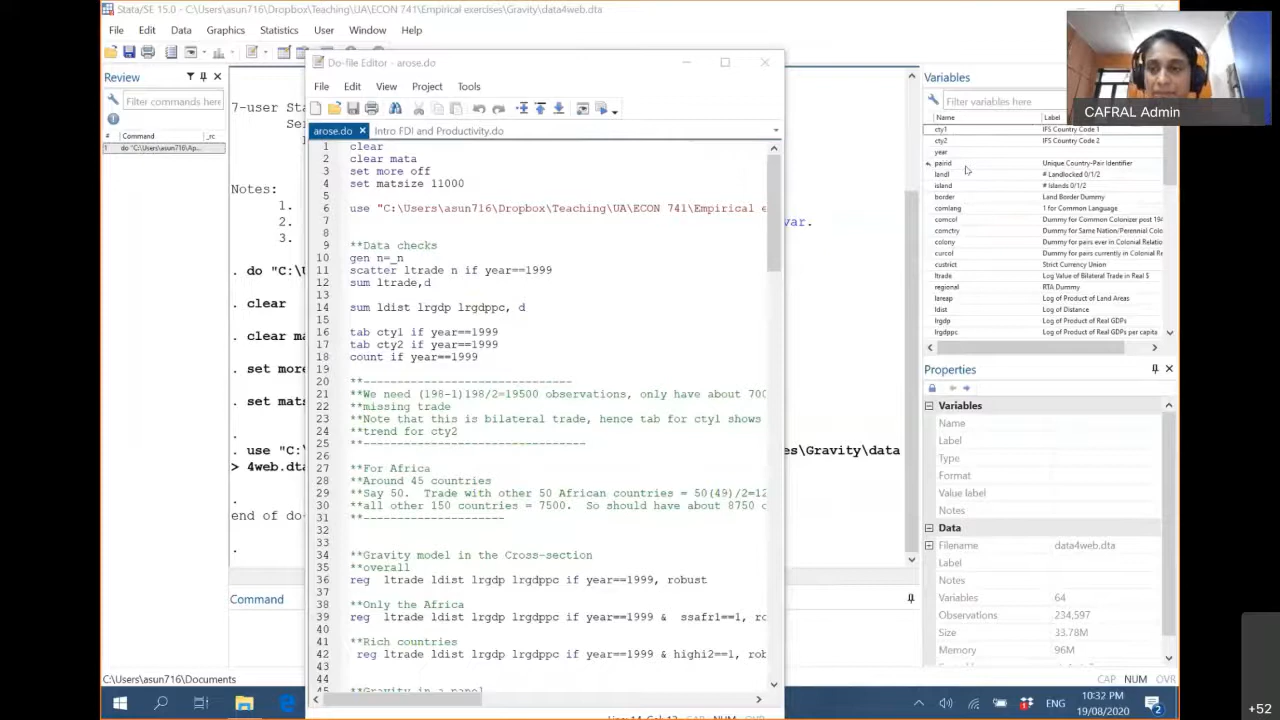 Stata/SE 15.0 - C:\Users\asun716\Dropbox\Teaching\UA\ECON 741\Empirical exercises\Gravity\data4web.dta
File Edit Data Graphics Statistics User Window Help
Review
Filter commands here
# Command _rc
1 do "C:\Users\asun716\Ap...
7-user Sta
Se
Notes:
1.
2.
var.
3.
. do "C:\U
. clear
. clear ma
. set more
. set mats
. use "C:\
es\Gravity\data
> 4web.dta
.
end of do
.
Command
C:\Users\asun716\Documents
Do-file Editor - arose.do
File Edit View Project Tools
arose.do
Intro FDI and Productivity.do
1 clear
2 clear mata
3 set more off
4 set matsize 11000
5
6 use "C:\Users\asun716\Dropbox\Teaching\UA\ECON 741\Empirical e
7
8
9 **Data checks
10 gen n=_n
11 scatter ltrade n if year==1999
12 sum ltrade,d
13
14 sum ldist lrgdp lrgdppc, d
15
16 tab cty1 if year==1999
17 tab cty2 if year==1999
18 count if year==1999
19
20 **-------------------------------
21 **We need (198-1)198/2=19500 observations, only have about 700
22 **missing trade
23 **Note that this is bilateral trade, hence tab for cty1 shows
24 **trend for cty2
25 **---------------------------------
26
27 **For Africa
28 **Around 45 countries
29 **Say 50. Trade with other 50 African countries = 50(49)/2=12
30 **all other 150 countries = 7500. So should have about 8750 o
31 **---------------------
32
33
34 **Gravity model in the Cross-section
35 **overall
36 reg ltrade ldist lrgdp lrgdppc if year==1999, robust
37
38 **Only the Africa
39 reg ltrade ldist lrgdp lrgdppc if year==1999 & ssafr1==1, ro
40
41 **Rich countries
42 reg ltrade ldist lrgdp lrgdppc if year==1999 & highi2==1, rob
43
44 **Gravity in a panel
Variables
Filter variables here
Name Label
cty1 IFS Country Code 1
cty2 IFS Country Code 2
year
pairid Unique Country-Pair Identifier
landl # Landlocked 0/1/2
island # Islands 0/1/2
border Land Border Dummy
comlang 1 for Common Language
comcol Dummy for Common Colonizer post 194
comctry Dummy for Same Nation/Perennial Colo
colony Dummy for pairs ever in Colonial Relatio
curcol Dummy for pairs currently in Colonial Re
custrict Strict Currency Union
ltrade Log Value of Bilateral Trade in Real $
regional RTA Dummy
lareap Log of Product of Land Areas
ldist Log of Distance
lrgdp Log of Product of Real GDPs
lrgdppc Log of Product of Real GDPs per capita
Properties
Variables
Name
Label
Type
Format
Value label
Notes
Data
Filename data4web.dta
Label
Notes
Variables 64
Observations 234,597
Size 33.78M
Memory 96M
CAP NUM OVR
CAFRAL Admin
ENG
10:32 PM
19/08/2020
2
+52